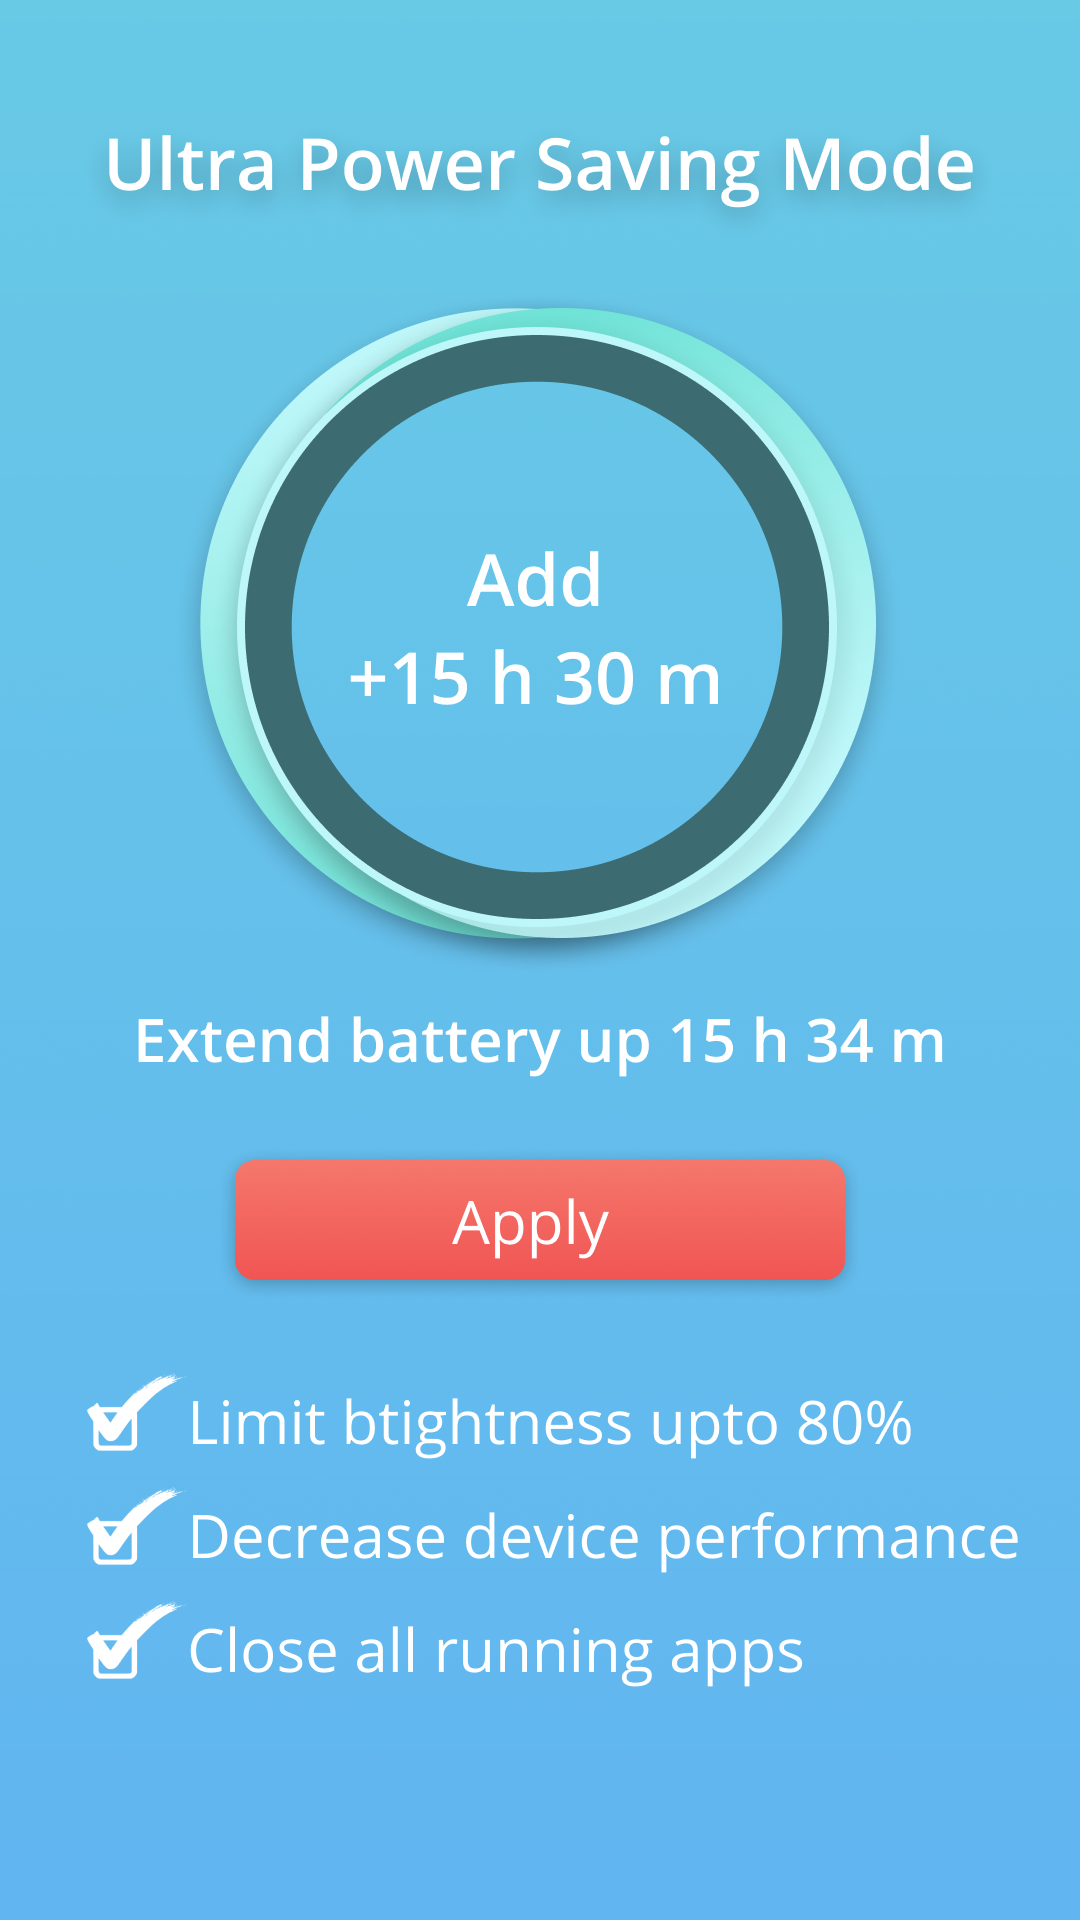 Ultra Power Saving Mode
Add
+15 h 30 m
Extend battery up 15 h 34 m
Apply
Limit btightness upto 80%
Decrease device performance
Close all running apps